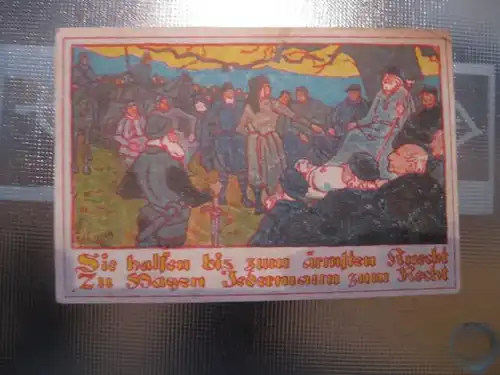 Sie halfen bis zum ärmsten Knecht
Zu Wagen Jedermann zum Recht